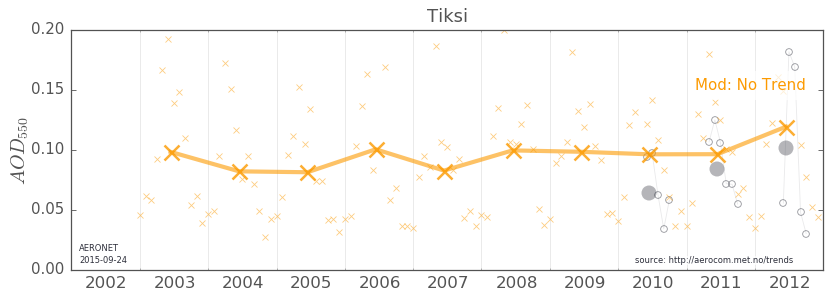 Tiksi
0.20
0.15
0.10
0.05
0.00
AOD550
Mod: No Trend
AERONET
2015-09-24
source: http://aerocom.met.no/trends
2002 2003 2004 2005 2006 2007 2008 2009 2010 2011 2012